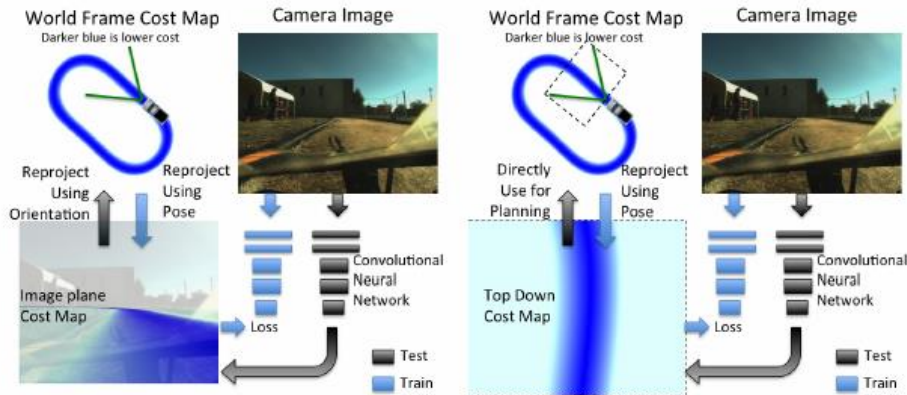 World Frame Cost Map
Darker blue is lower cost
Camera Image
Reproject
Using
Orientation
Reproject
Using
Pose
Image plane
Cost Map
Convolutional
Neural
Network
Loss
Test
Train
World Frame Cost Map
Darker blue is lower cost
Camera Image
Directly
Use for
Planning
Reproject
Using
Pose
Top Down
Cost Map
Convolutional
Neural
Network
Loss
Test
Train